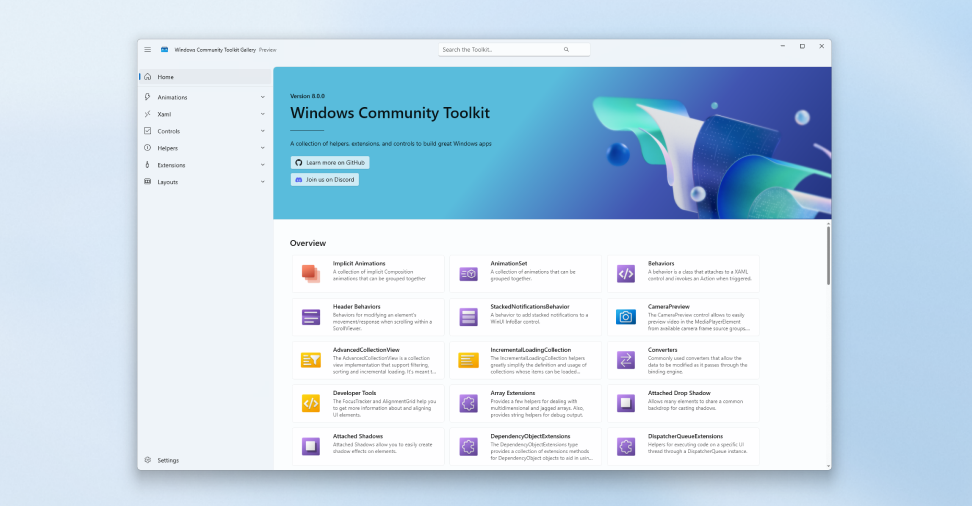 Windows Community Toolkit Gallery Preview
Search the Toolkit..
Home
Animations
Xaml
Controls
Helpers
Extensions
Layouts
Settings
Version 8.0.0
Windows Community Toolkit
A collection of helpers, extensions, and controls to build great Windows apps
Learn more on GitHub
Join us on Discord
Overview
Implicit Animations
A collection of implicit Composition
animations that can be grouped together.
AnimationSet
A collection of animations that can be
grouped together.
Behaviors
A behavior is a class that attaches to a XAML
control and invokes an Action when triggered.
Header Behaviors
Behaviors for modifying an element's
movement/response when scrolling within a
ScrollViewer.
StackedNotificationsBehavior
A behavior to add stacked notifications to a
WinUI InfoBar control.
CameraPreview
The CameraPreview control allows to easily
preview video in the MediaPlayerElement
from available camera frame source groups....
AdvancedCollectionView
The AdvancedCollectionView is a collection
view implementation that support filtering,
sorting and incremental loading. It's meant t...
IncrementalLoadingCollection
The IncrementalLoadingCollection helpers
greatly simplify the definition and usage of
collections whose items can be loaded...
Converters
Commonly used converters that allow the
data to be modified as it passes through the
binding engine.
Developer Tools
The FocusTracker and AlignmentGrid help you
to get more information about and aligning
UI elements.
Array Extensions
Provides a few helpers for dealing with
multidimensional and jagged arrays. Also,
provides string helpers for debug output.
Attached Drop Shadow
Allows many elements to share a common
backdrop for casting shadows.
Attached Shadows
Attached Shadows allow you to easily create
shadow effects on elements.
DependencyObjectExtensions
The DependencyObjectExtensions type
provides a collection of extensions methods
for DependencyObject objects to aid in usin...
DispatcherQueueExtensions
Helpers for executing code on a specific UI
thread through a DispatcherQueue instance.